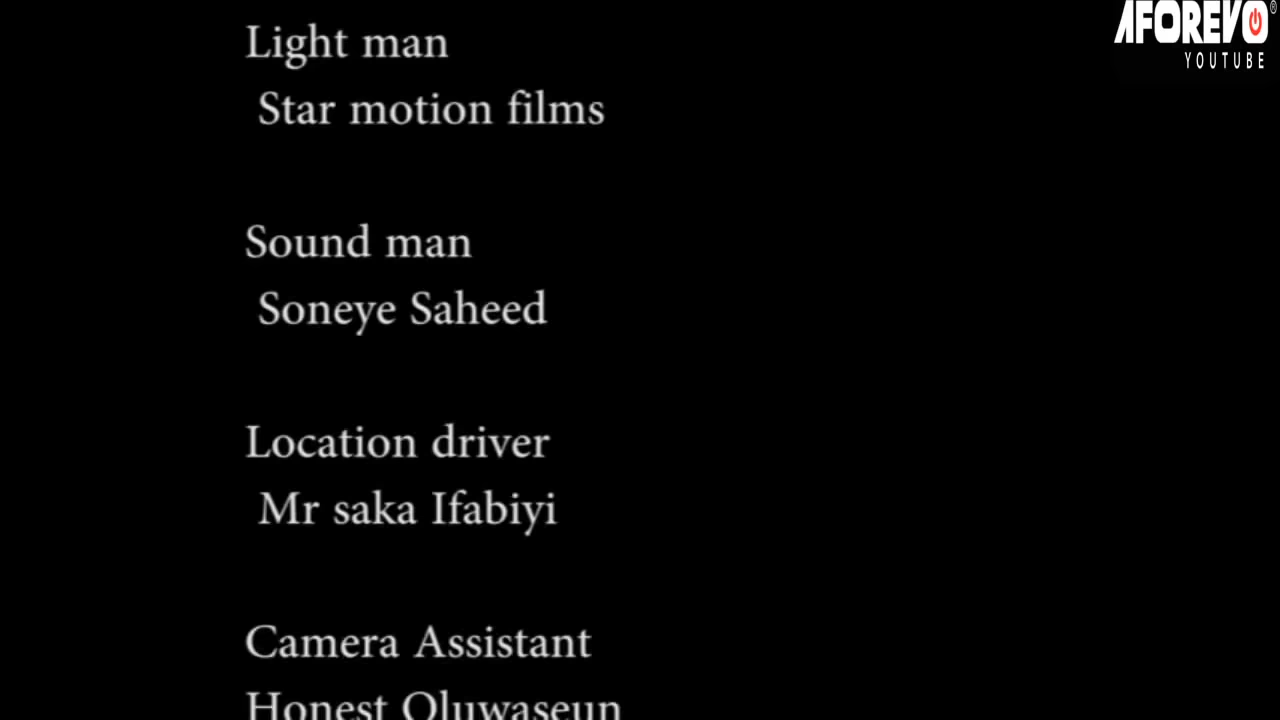 AFOREVO
YOUTUBE
Light man
Star motion films
Sound man
Soneye Saheed
Location driver
Mr saka Ifabiyi
Camera Assistant
Honest Oluwaseun